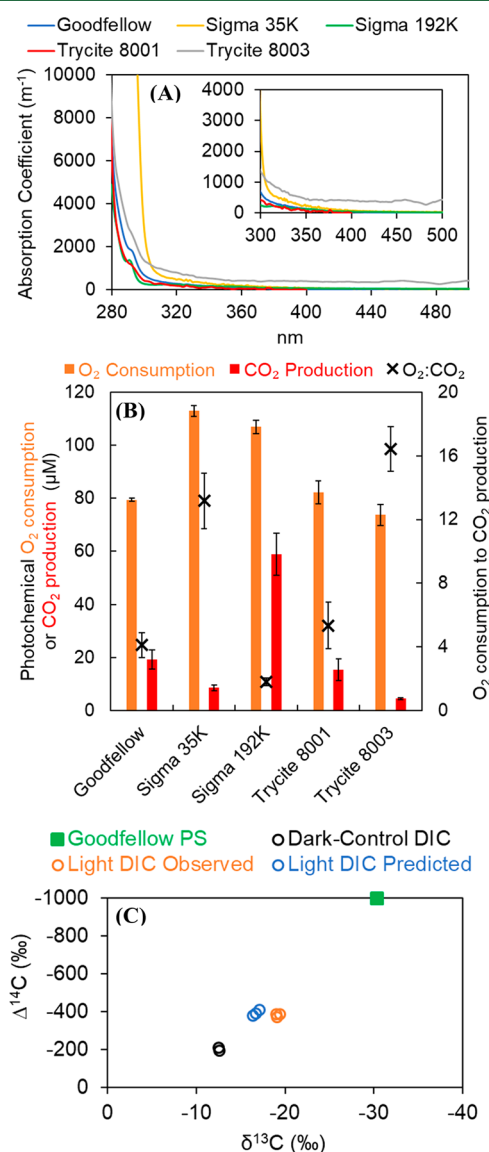 Goodfellow Sigma 35K Sigma 192K
Trycite 8001 Trycite 8003
Absorption Coefficient (m⁻¹)
10000
8000
6000
4000
2000
0
(A)
4000
3000
2000
1000
0
300 350 400 450 500
280 320 360 400 440 480
nm
O₂ Consumption CO₂ Production O₂:CO₂
Photochemical O₂ consumption
or CO₂ production (µM)
120
100
80
60
40
20
0
(B)
20
16
12
8
4
0
O₂ consumption to CO₂ production
Goodfellow
Sigma 35K
Sigma 192K
Trycite 8001
Trycite 8003
Goodfellow PS Dark-Control DIC
Light DIC Observed Light DIC Predicted
Δ¹⁴C (‰)
-1000
-800
-600
-400
-200
0
(C)
0 -10 -20 -30 -40
δ¹³C (‰)